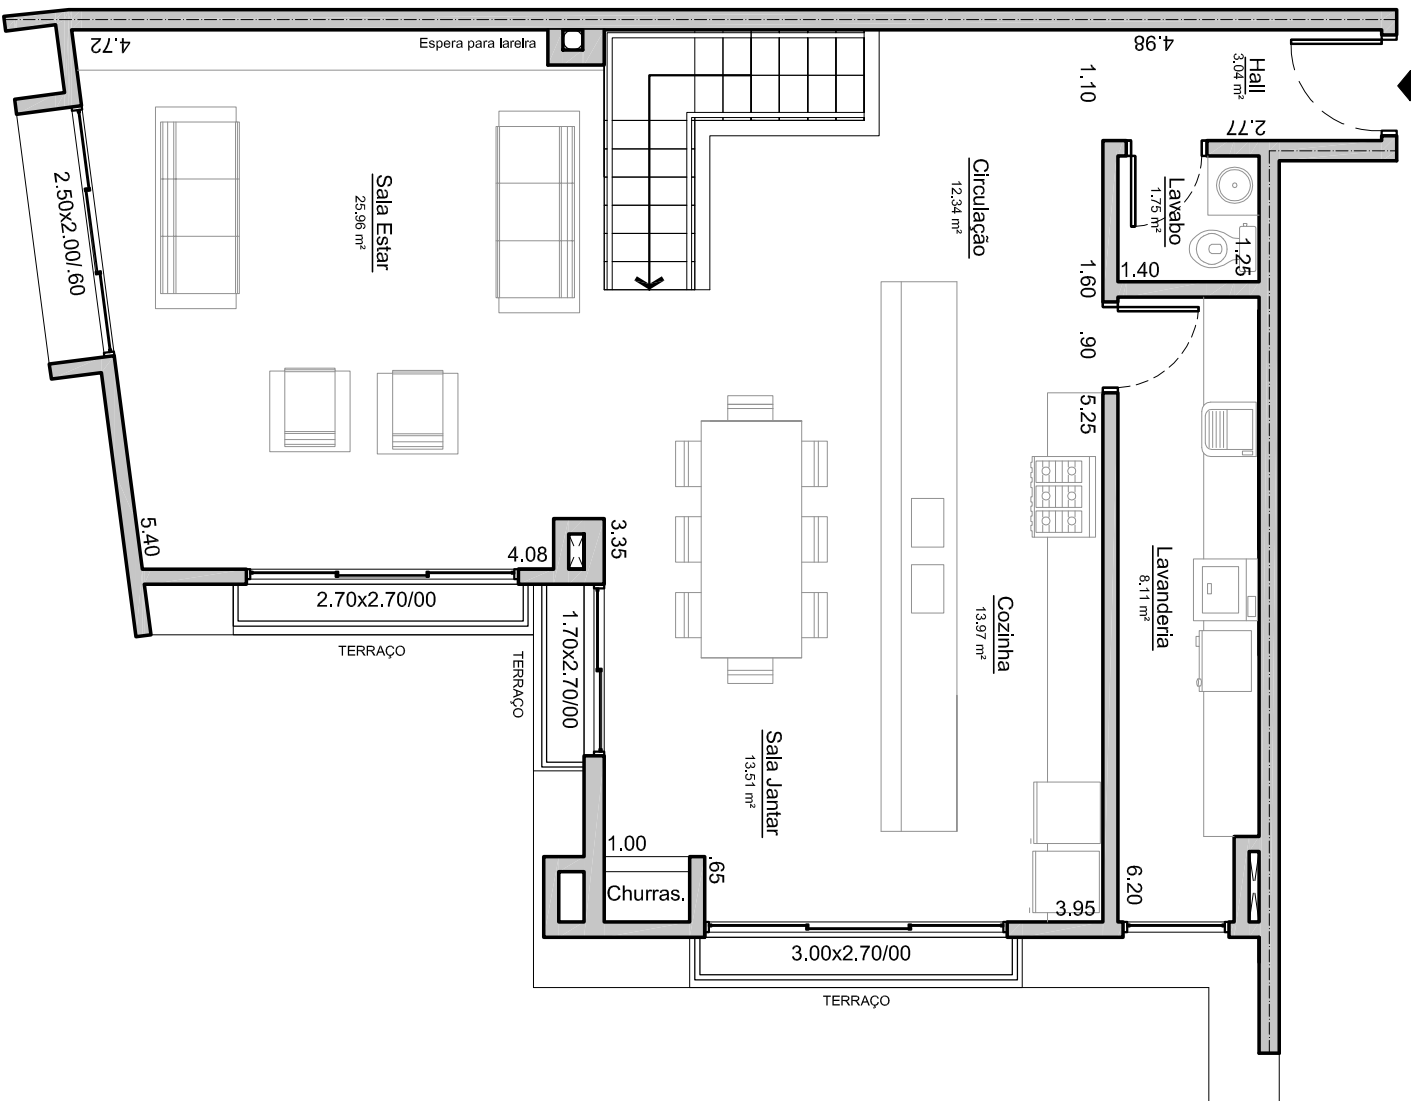 4.72
Espera para lareira
4.98
Hall
3.04 m²
1.10
2.77
Circulação
12.34 m²
Lavabo
1.75 m²
1.25
1.40
1.60
Sala Estar
25.96 m²
2.50x2.00/.60
.90
5.25
5.40
4.08
3.35
Lavanderia
8.11 m²
Cozinha
13.97 m²
2.70x2.70/00
TERRAÇO
TERRAÇO
1.70x2.70/00
Sala Jantar
13.51 m²
1.00
.65
Churras.
3.95
6.20
3.00x2.70/00
TERRAÇO